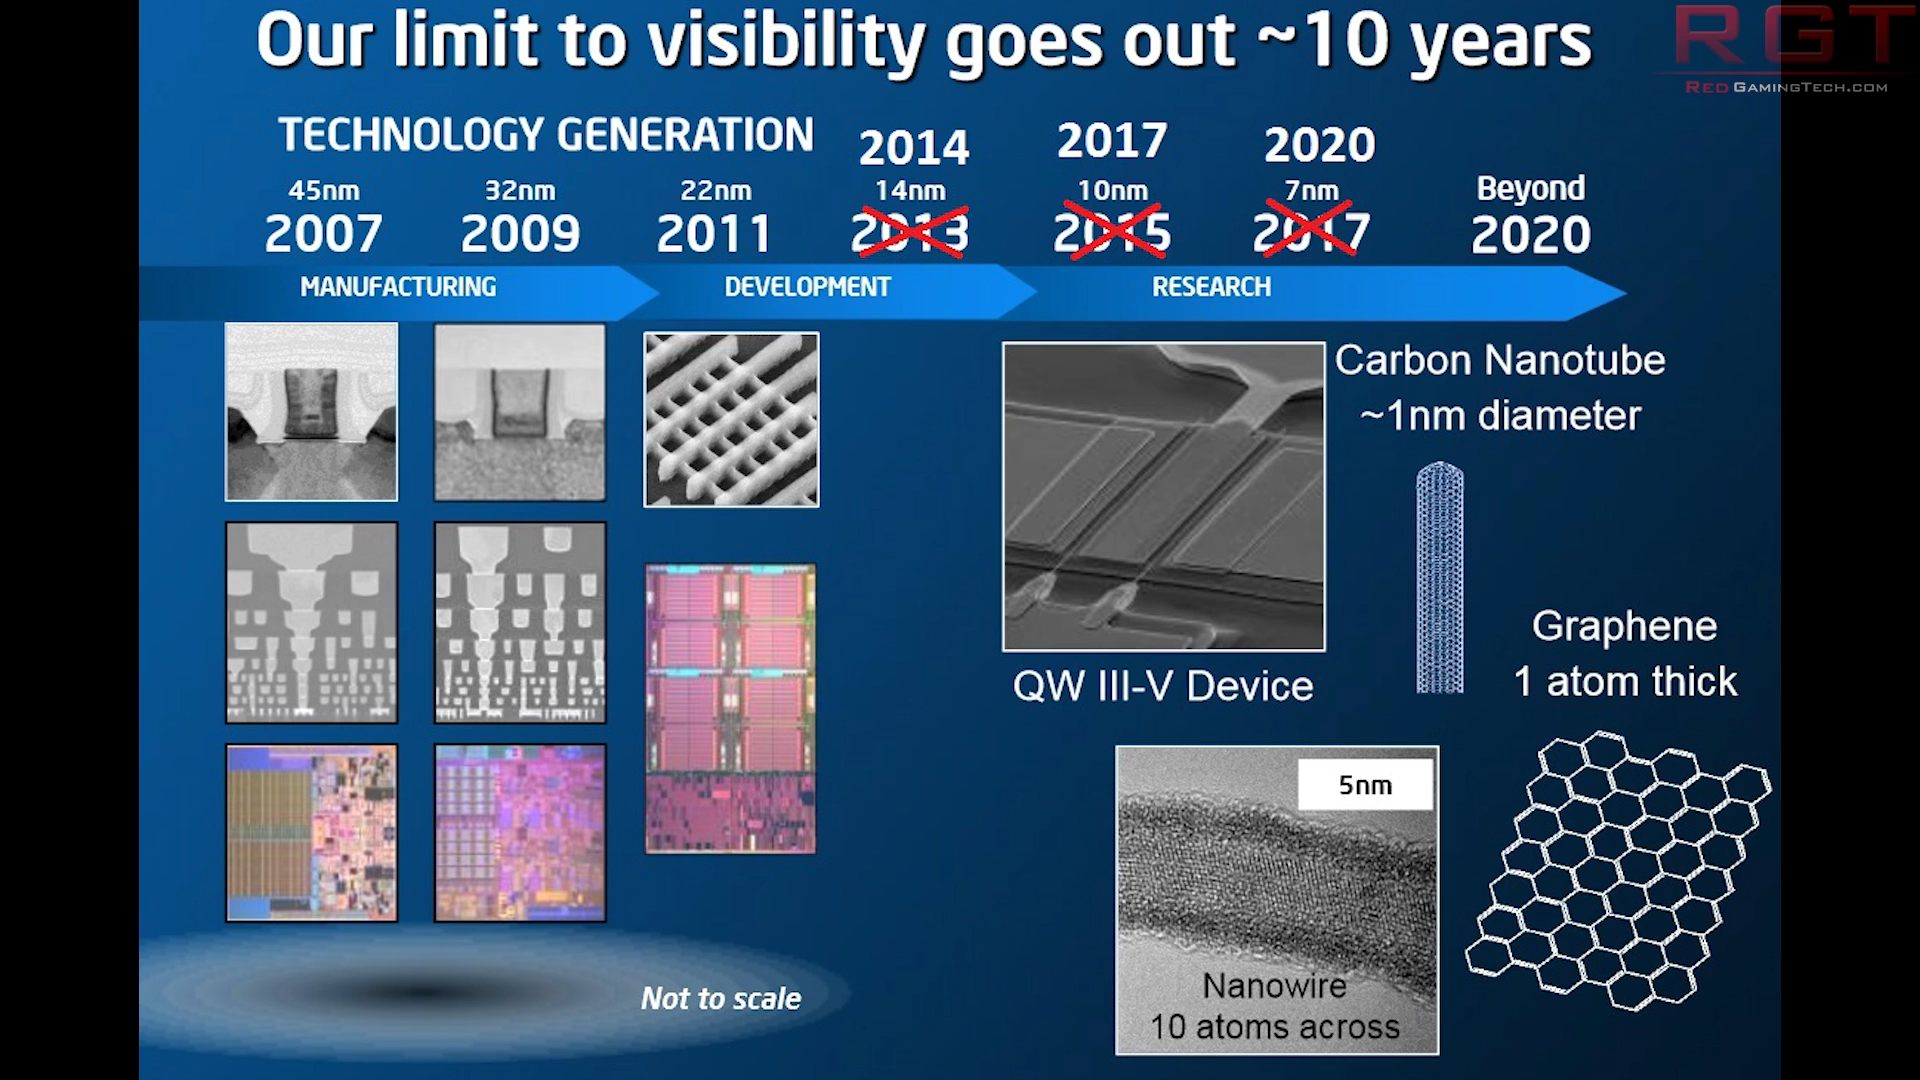 Our limit to visibility goes out ~10 years
RGT
RedGamingTech.com
TECHNOLOGY GENERATION
2014
2017
2020
45nm
32nm
22nm
14nm
10nm
7nm
Beyond
2007
2009
2011
2013
2015
2017
2020
MANUFACTURING
DEVELOPMENT
RESEARCH
Carbon Nanotube
~1nm diameter
QW III-V Device
Graphene
1 atom thick
5nm
Nanowire
10 atoms across
Not to scale